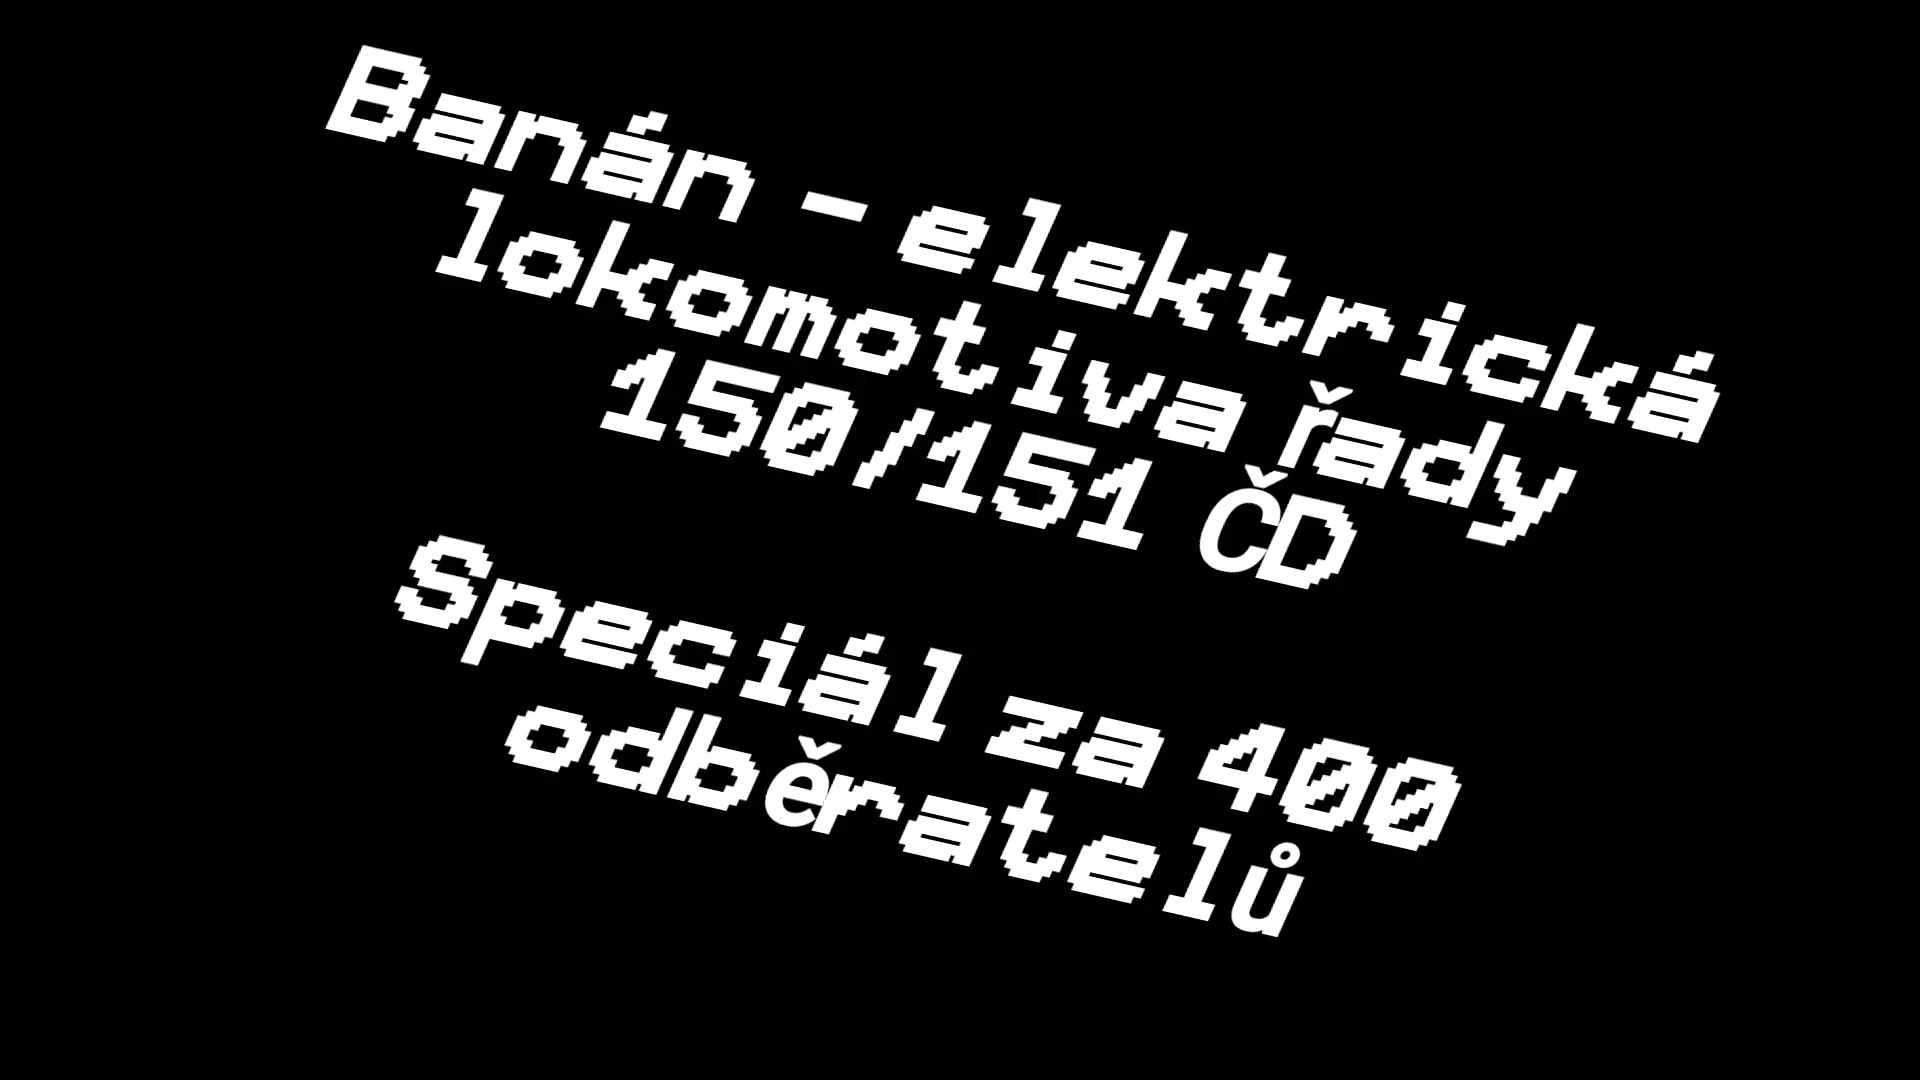 Banán - elektrická
lokomotiva řady
150/151 ČD
Speciál za 400
odběratelů